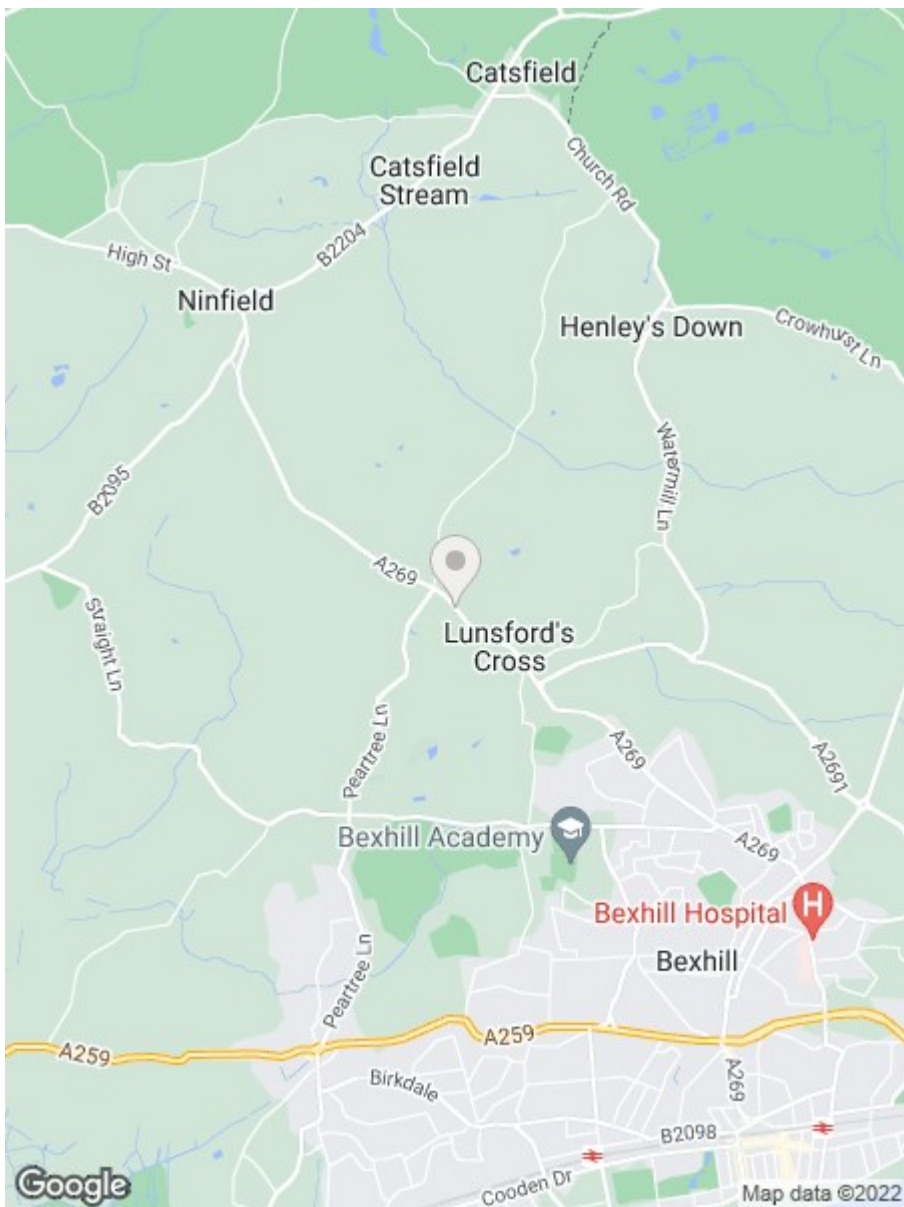 Catsfield
Catsfield
Stream
Church Rd
B2204
High St
Ninfield
Henley's Down
Crowhurst Ln
Watermill Ln
B2095
A269
Straight Ln
Lunsford's
Cross
Peartree Ln
A269
A2691
Bexhill Academy
A269
Bexhill Hospital
H
Bexhill
Peartree Ln
A259
A259
Birkdale
A269
B2098
Cooden Dr
Google
Map data ©2022